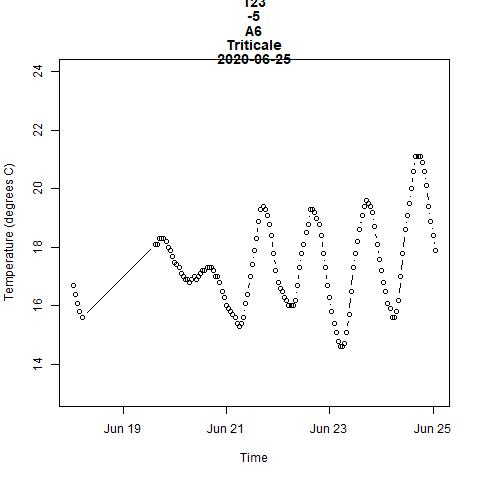 123
-5
A6
Triticale
2020-06-25
Temperature (degrees C)
24
22
20
18
16
14
Jun 19
Jun 21
Jun 23
Jun 25
Time